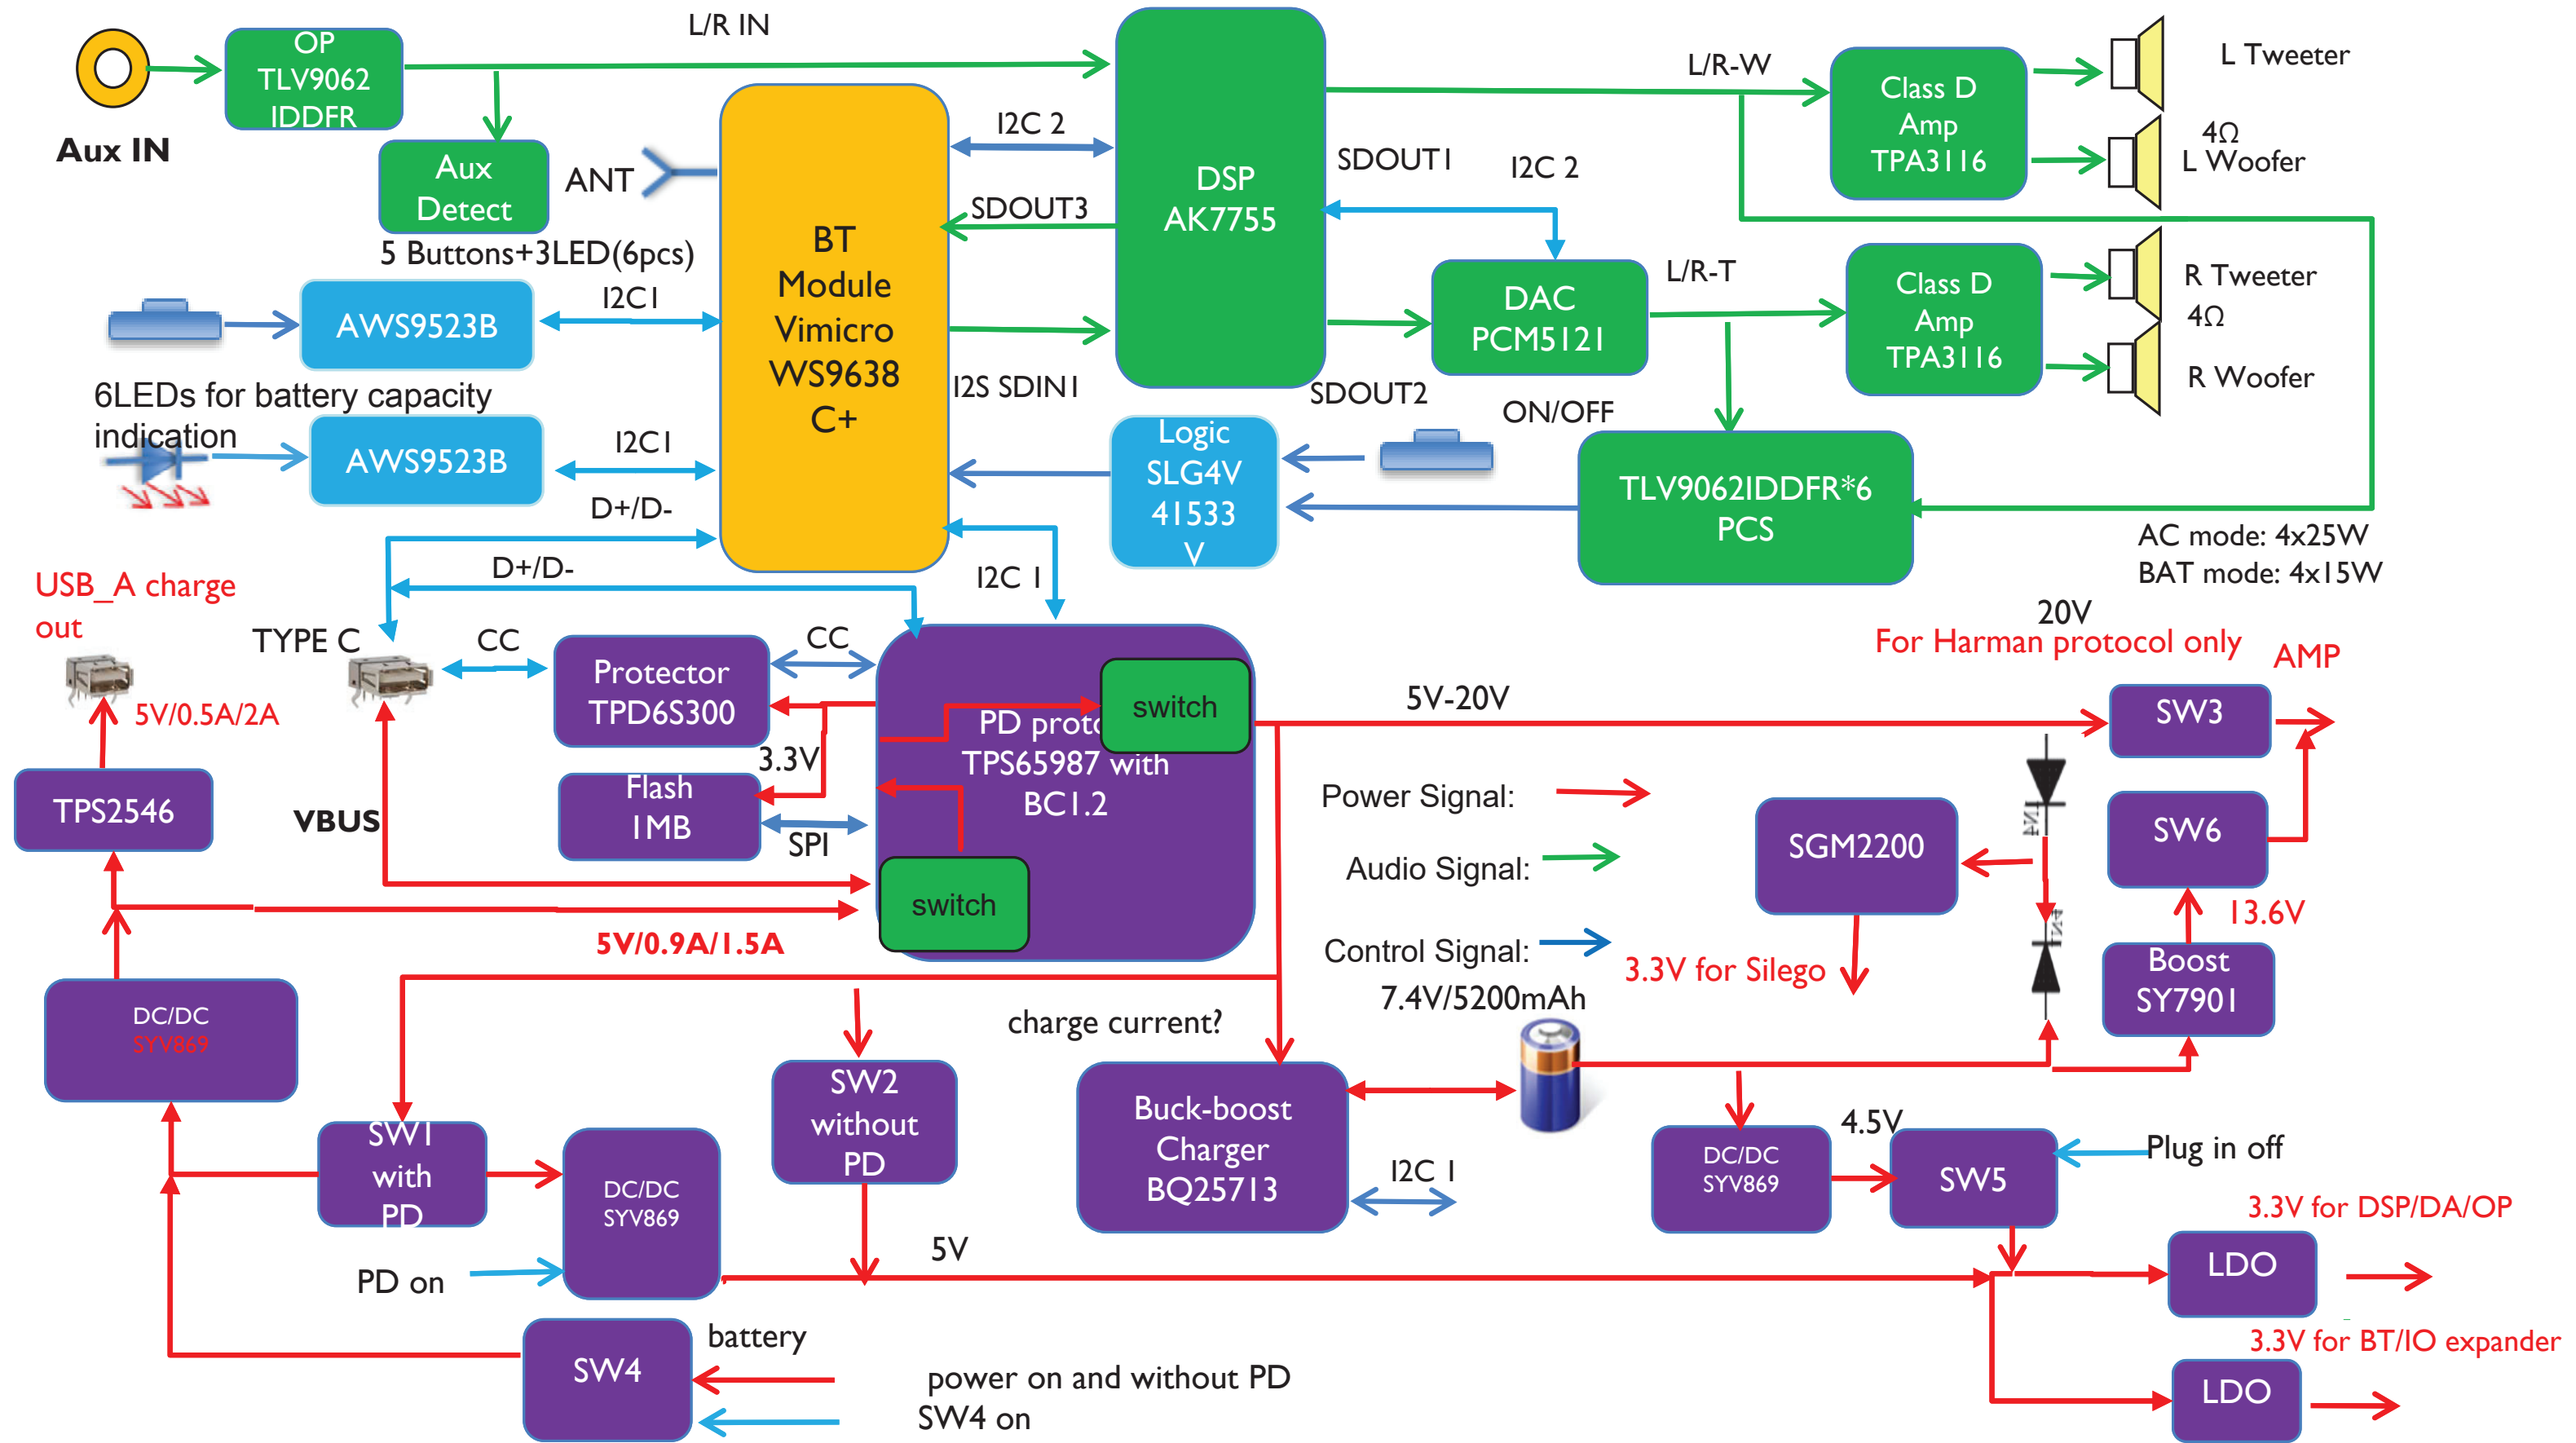 L/R IN
OP
TLV9062
IDDFR
Aux IN
Aux
Detect
ANT
I2C 2
SDOUT3
BT
Module
Vimicro
WS9638
C+
DSP
AK7755
SDOUT1
I2C 2
L/R-W
Class D
Amp
TPA3116
L Tweeter
4Ω
L Woofer
5 Buttons+3LED(6pcs)
I2C1
AWS9523B
I2S SDIN1
DAC
PCM5121
SDOUT2
L/R-T
Class D
Amp
TPA3116
R Tweeter
4Ω
R Woofer
6LEDs for battery capacity
indication
AWS9523B
I2C1
Logic
SLG4V
41533
V
ON/OFF
TLV9062IDDFR*6
PCS
AC mode: 4x25W
BAT mode: 4x15W
D+/D-
D+/D-
I2C 1
USB_A charge
out
TYPE C
CC
Protector
TPD6S300
CC
5V/0.5A/2A
3.3V
Flash
1MB
SPI
TPS2546
VBUS
PD proto
TPS65987 with
BC1.2
switch
switch
5V-20V
20V
For Harman protocol only
AMP
SW3
Power Signal:
Audio Signal:
Control Signal:
SGM2200
SW6
13.6V
3.3V for Silego
Boost
SY7901
5V/0.9A/1.5A
DC/DC
SYV869
charge current?
7.4V/5200mAh
SW1
with
PD
DC/DC
SYV869
SW2
without
PD
Buck-boost
Charger
BQ25713
I2C 1
DC/DC
SYV869
4.5V
SW5
Plug in off
PD on
5V
3.3V for DSP/DA/OP
LDO
3.3V for BT/IO expander
LDO
SW4
battery
power on and without PD
SW4 on